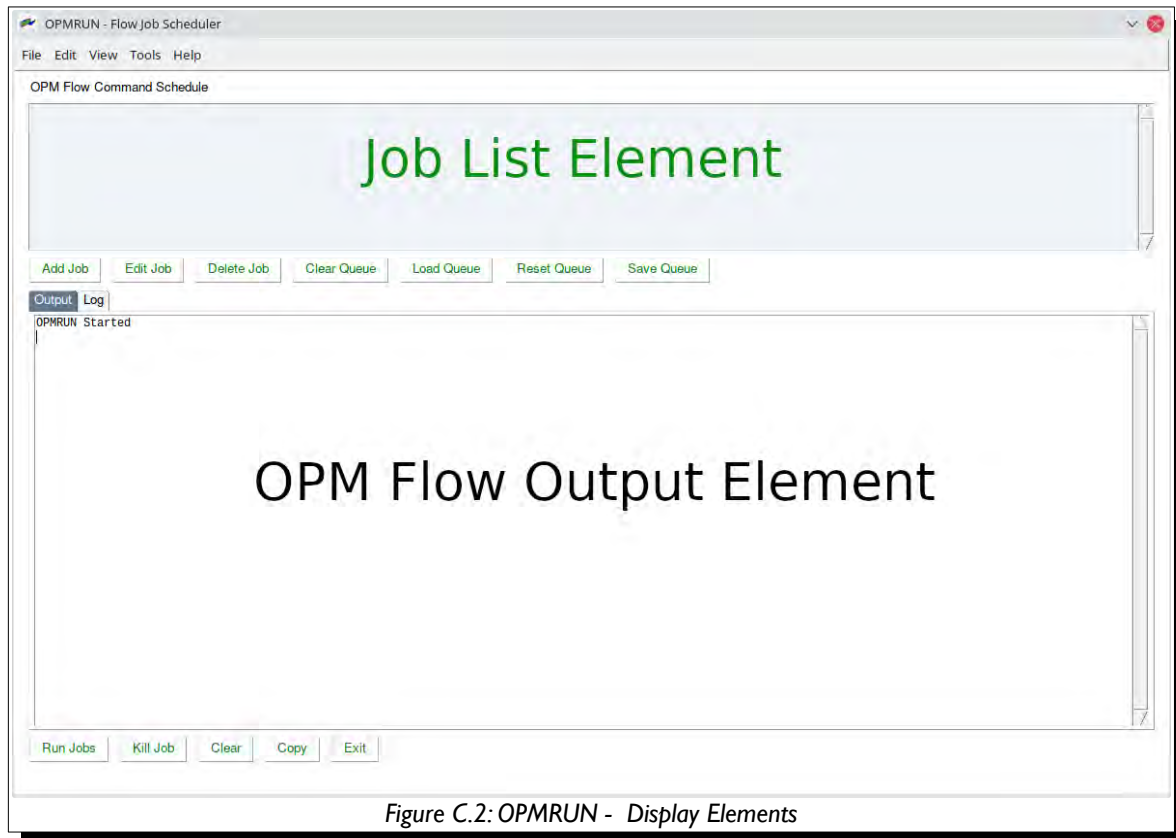 OPMRUN - Flow Job Scheduler
File Edit View Tools Help
OPM Flow Command Schedule
Job List Element
Add Job Edit Job Delete Job Clear Queue Load Queue Reset Queue Save Queue
Output Log
OPMRUN Started
OPM Flow Output Element
Run Jobs Kill Job Clear Copy Exit
Figure C.2: OPMRUN - Display Elements